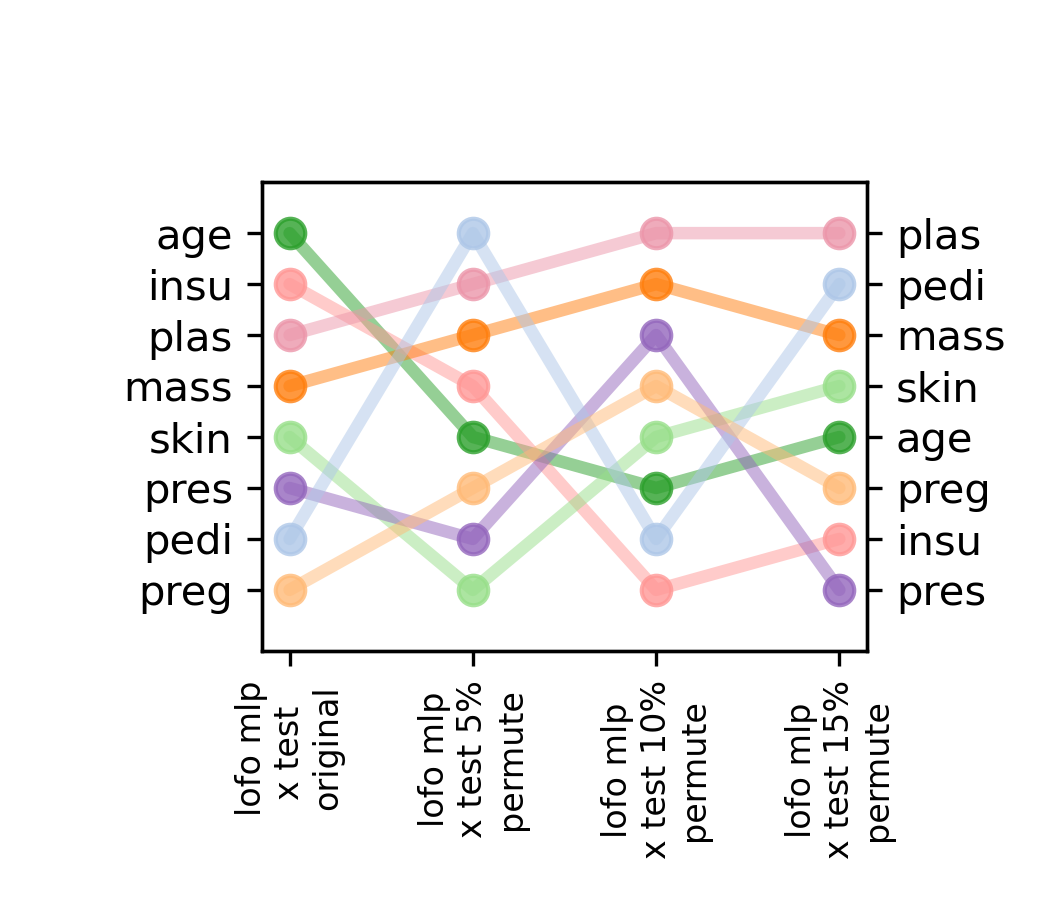 age
insu
plas
mass
skin
pres
pedi
preg
plas
pedi
mass
skin
age
preg
insu
pres
lofo mlp
x test
original
lofo mlp
x test 5%
permute
lofo mlp
x test 10%
permute
lofo mlp
x test 15%
permute